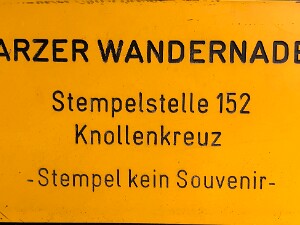 ARZER WANDERNADE
Stempelstelle 152
Knollenkreuz
-Stempel kein Souvenir-